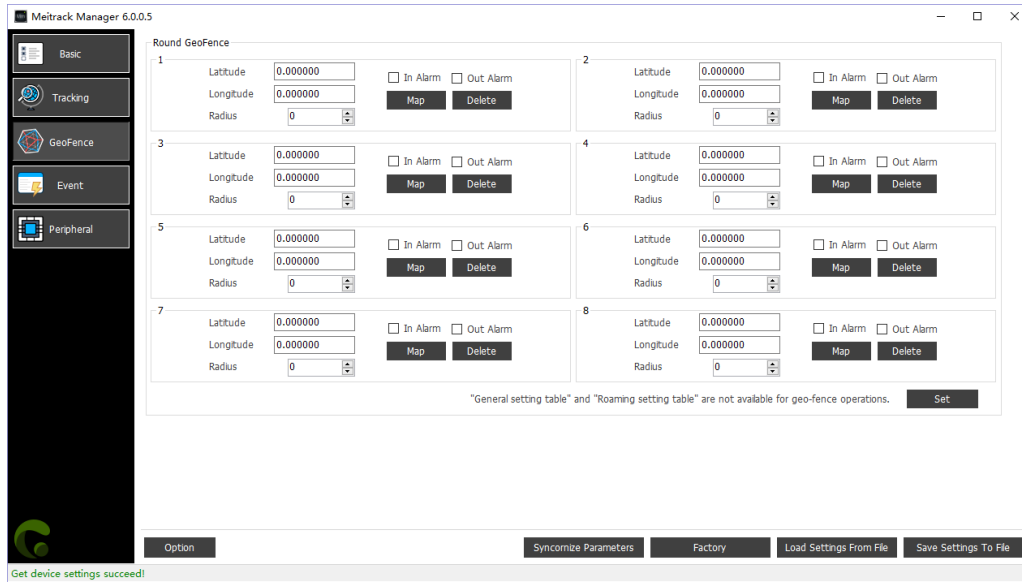 Meitrack Manager 6.0.0.5
Basic
Tracking
GeoFence
Event
Peripheral
Round GeoFence
1
Latitude 0.000000 In Alarm Out Alarm
Longitude 0.000000 Map Delete
Radius 0
2
Latitude 0.000000 In Alarm Out Alarm
Longitude 0.000000 Map Delete
Radius 0
3
Latitude 0.000000 In Alarm Out Alarm
Longitude 0.000000 Map Delete
Radius 0
4
Latitude 0.000000 In Alarm Out Alarm
Longitude 0.000000 Map Delete
Radius 0
5
Latitude 0.000000 In Alarm Out Alarm
Longitude 0.000000 Map Delete
Radius 0
6
Latitude 0.000000 In Alarm Out Alarm
Longitude 0.000000 Map Delete
Radius 0
7
Latitude 0.000000 In Alarm Out Alarm
Longitude 0.000000 Map Delete
Radius 0
8
Latitude 0.000000 In Alarm Out Alarm
Longitude 0.000000 Map Delete
Radius 0
"General setting table" and "Roaming setting table" are not available for geo-fence operations. Set
Option Syncornize Parameters Factory Load Settings From File Save Settings To File
Get device settings succeed!